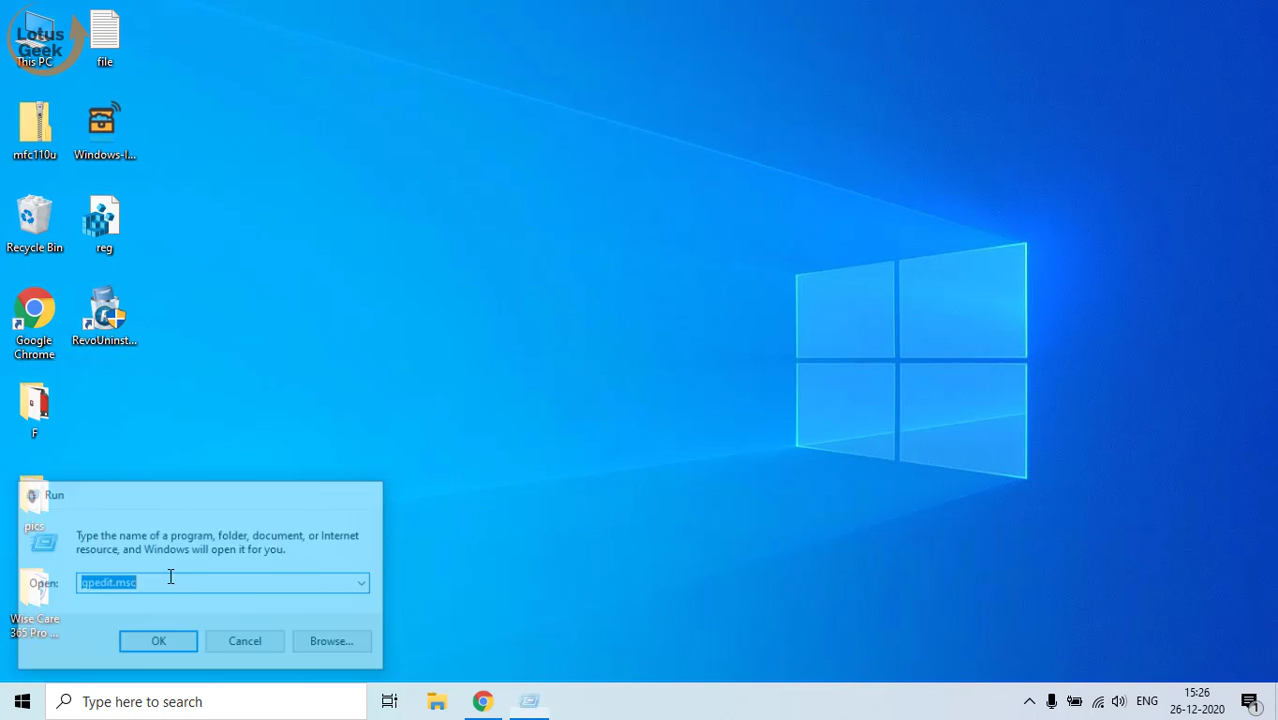 Lotus
Geek
This PC
file
mfc110u
Windows-I...
Recycle Bin
reg
Google
Chrome
RevoUninst...
F
pics
Wise Care
365 Pro ...
Run
Type the name of a program, folder, document, or Internet
resource, and Windows will open it for you.
Open:
gpedit.msc
OK
Cancel
Browse...
Type here to search
ENG
15:26
26-12-2020
1